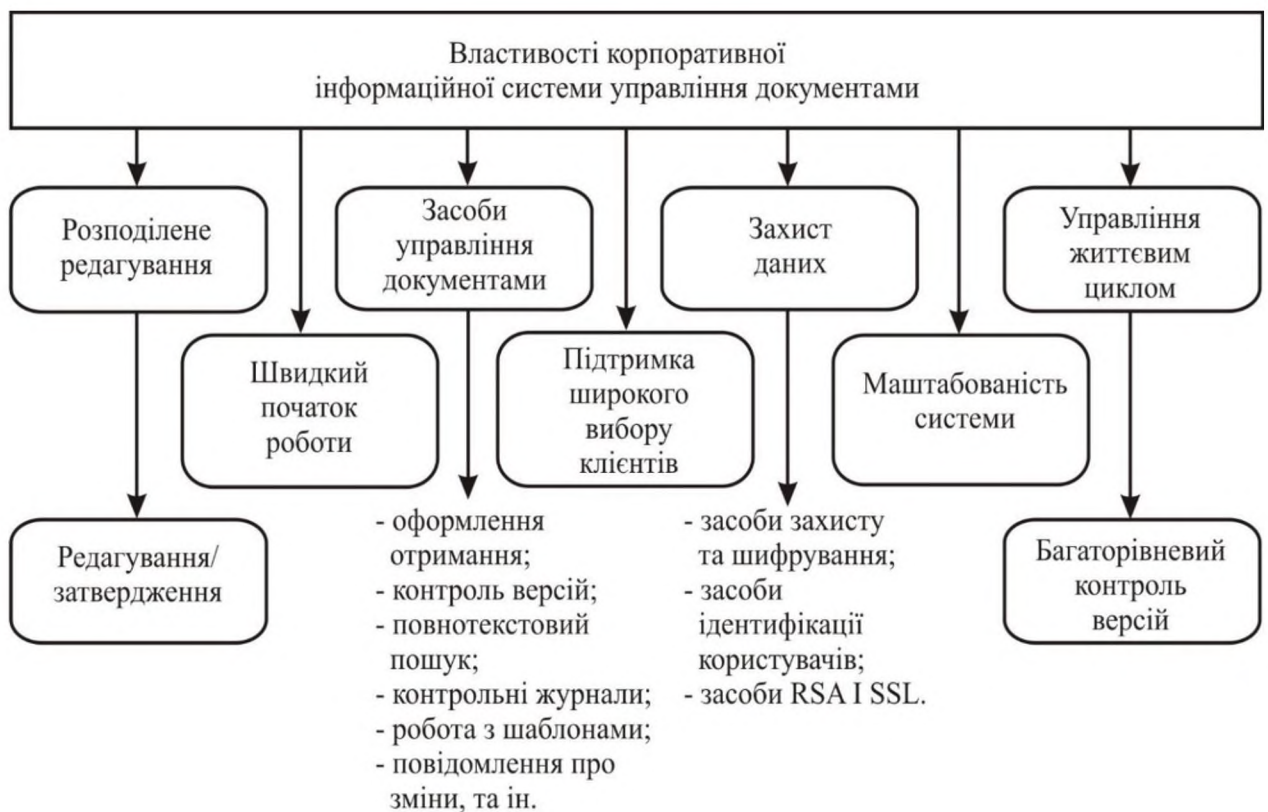 Властивості корпоративної
інформаційної системи управління документами
Розподілене
редагування
Засоби
управління
документами
Захист
даних
Управління
життєвим
циклом
Швидкий
початок
роботи
Підтримка
широкого
вибору
клієнтів
Маштабованість
системи
Редагування/
затвердження
- оформлення
отримання;
- контроль версій;
- повнотекстовий
пошук;
- контрольні журнали;
- робота з шаблонами;
- повідомлення про
зміни, та ін.
- засоби захисту
та шифрування;
- засоби
ідентифікації
користувачів;
- засоби RSA І SSL.
Багаторівневий
контроль
версій